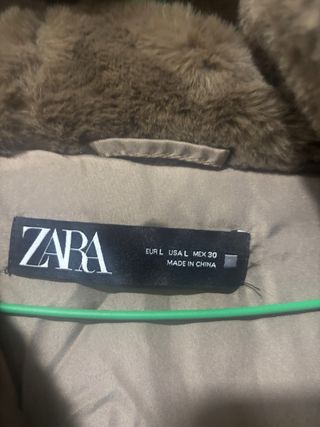 ZARA
EUR L USA L MEX 30
MADE IN CHINA